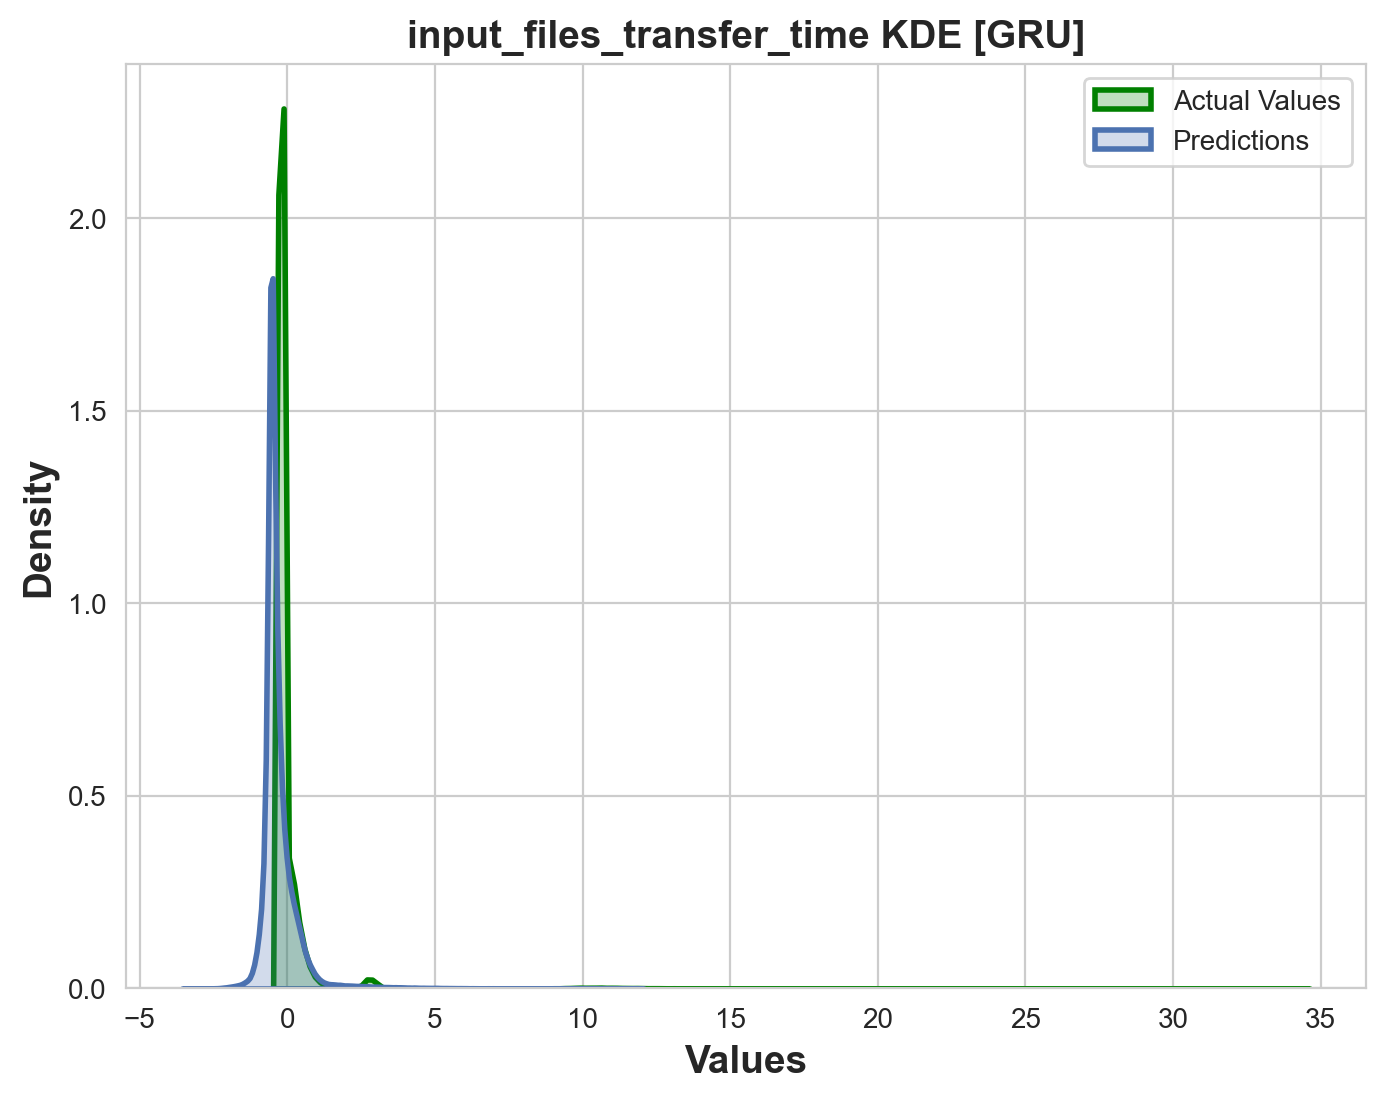 input_files_transfer_time KDE [GRU]
Actual Values
Predictions
Density
2.0
1.5
1.0
0.5
0.0
−5 0 5 10 15 20 25 30 35
Values